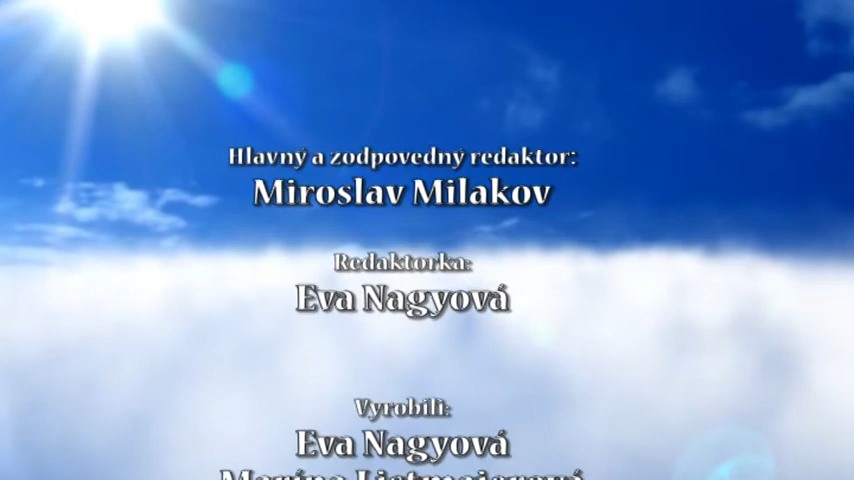 Hlavný a zodpovedný redaktor:
Miroslav Milakov
Redaktorka:
Eva Nagyová
Vyrobili:
Eva Nagyová